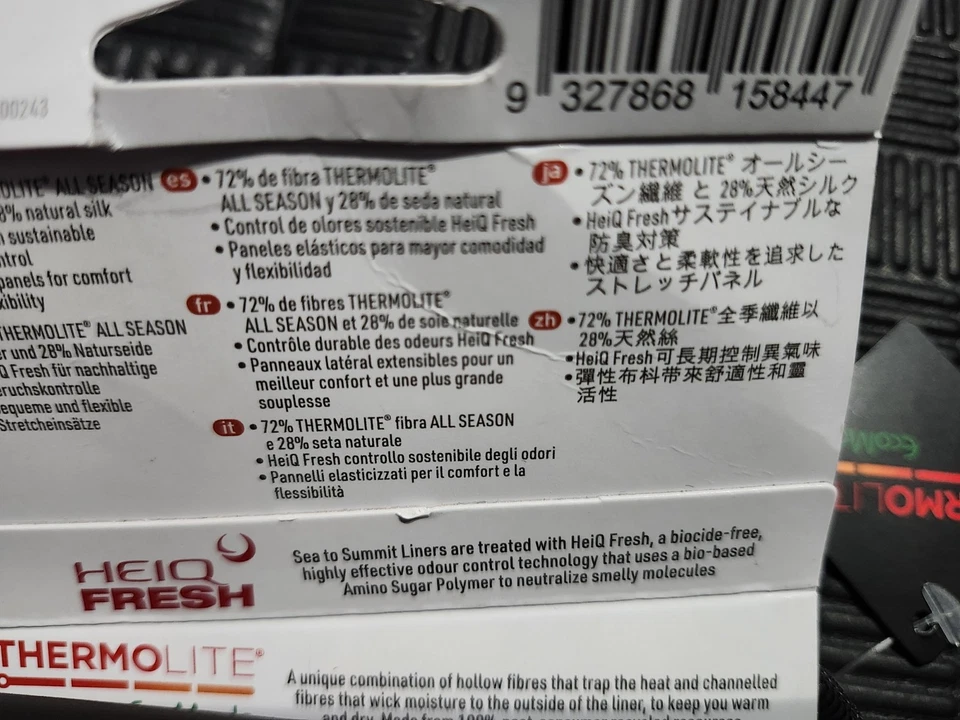 00243
9 327868 158447
ALL SEASON
natural silk
sustainable
panels for comfort
THERMOLITE® ALL SEASON
und 28% Naturseide
Fresh für nachhaltige
bequeme und flexible
Stretcheinsätze
es • 72% de fibra THERMOLITE®
ALL SEASON y 28% de seda natural
• Control de olores sostenible HeiQ Fresh
• Paneles elásticos para mayor comodidad
y flexibilidad
fr • 72% de fibres THERMOLITE®
ALL SEASON et 28% de soie naturelle
• Contrôle durable des odeurs HeiQ Fresh
• Panneaux latéral extensibles pour un
meilleur confort et une plus grande
souplesse
it • 72% THERMOLITE® fibra ALL SEASON
e 28% seta naturale
• HeiQ Fresh controllo sostenibile degli odori
• Pannelli elasticizzati per il comfort e la
flessibilità
ja • 72% THERMOLITE® オールシー
ズン繊維 と 28%天然シルク
• HeiQ Freshサステイナブルな
防臭対策
• 快適さと柔軟性を追求した
ストレッチパネル
zh • 72% THERMOLITE®全季纖維以
28%天然絲
• HeiQ Fresh可長期控制異氣味
• 彈性布料带來舒適性和靈
活性
HEIQ
FRESH
Sea to Summit Liners are treated with HeiQ Fresh, a biocide-free,
highly effective odour control technology that uses a bio-based
Amino Sugar Polymer to neutralize smelly molecules
THERMOLITE®
A unique combination of hollow fibres that trap the heat and channelled
fibres that wick moisture to the outside of the liner, to keep you warm
and dry. Made from 100%